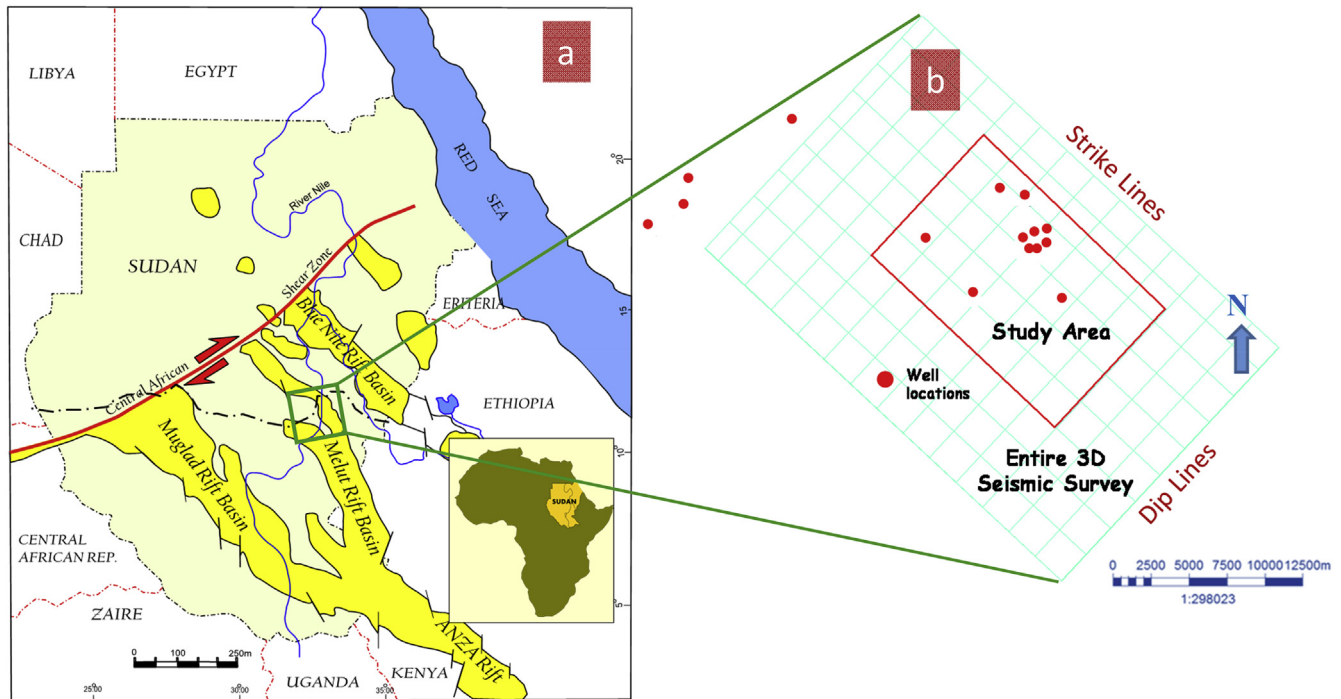 a
LIBYA
EGYPT
RED
SEA
20
River Nile
CHAD
SUDAN
Shear Zone
Central African
ERITERIA
15
Blue Nile Rift Basin
ETHIOPIA
Muglad Rift Basin
Melut Rift Basin
10
SUDAN
CENTRAL
AFRICAN REP.
ZAIRE
5
ANZA Rift
0
250m
UGANDA
KENYA
25:00
30:00
35:00
b
Strike Lines
N
Study Area
Well
locations
Entire 3D
Seismic Survey
Dip Lines
0 2500 5000 7500 10000 12500m
1:298023